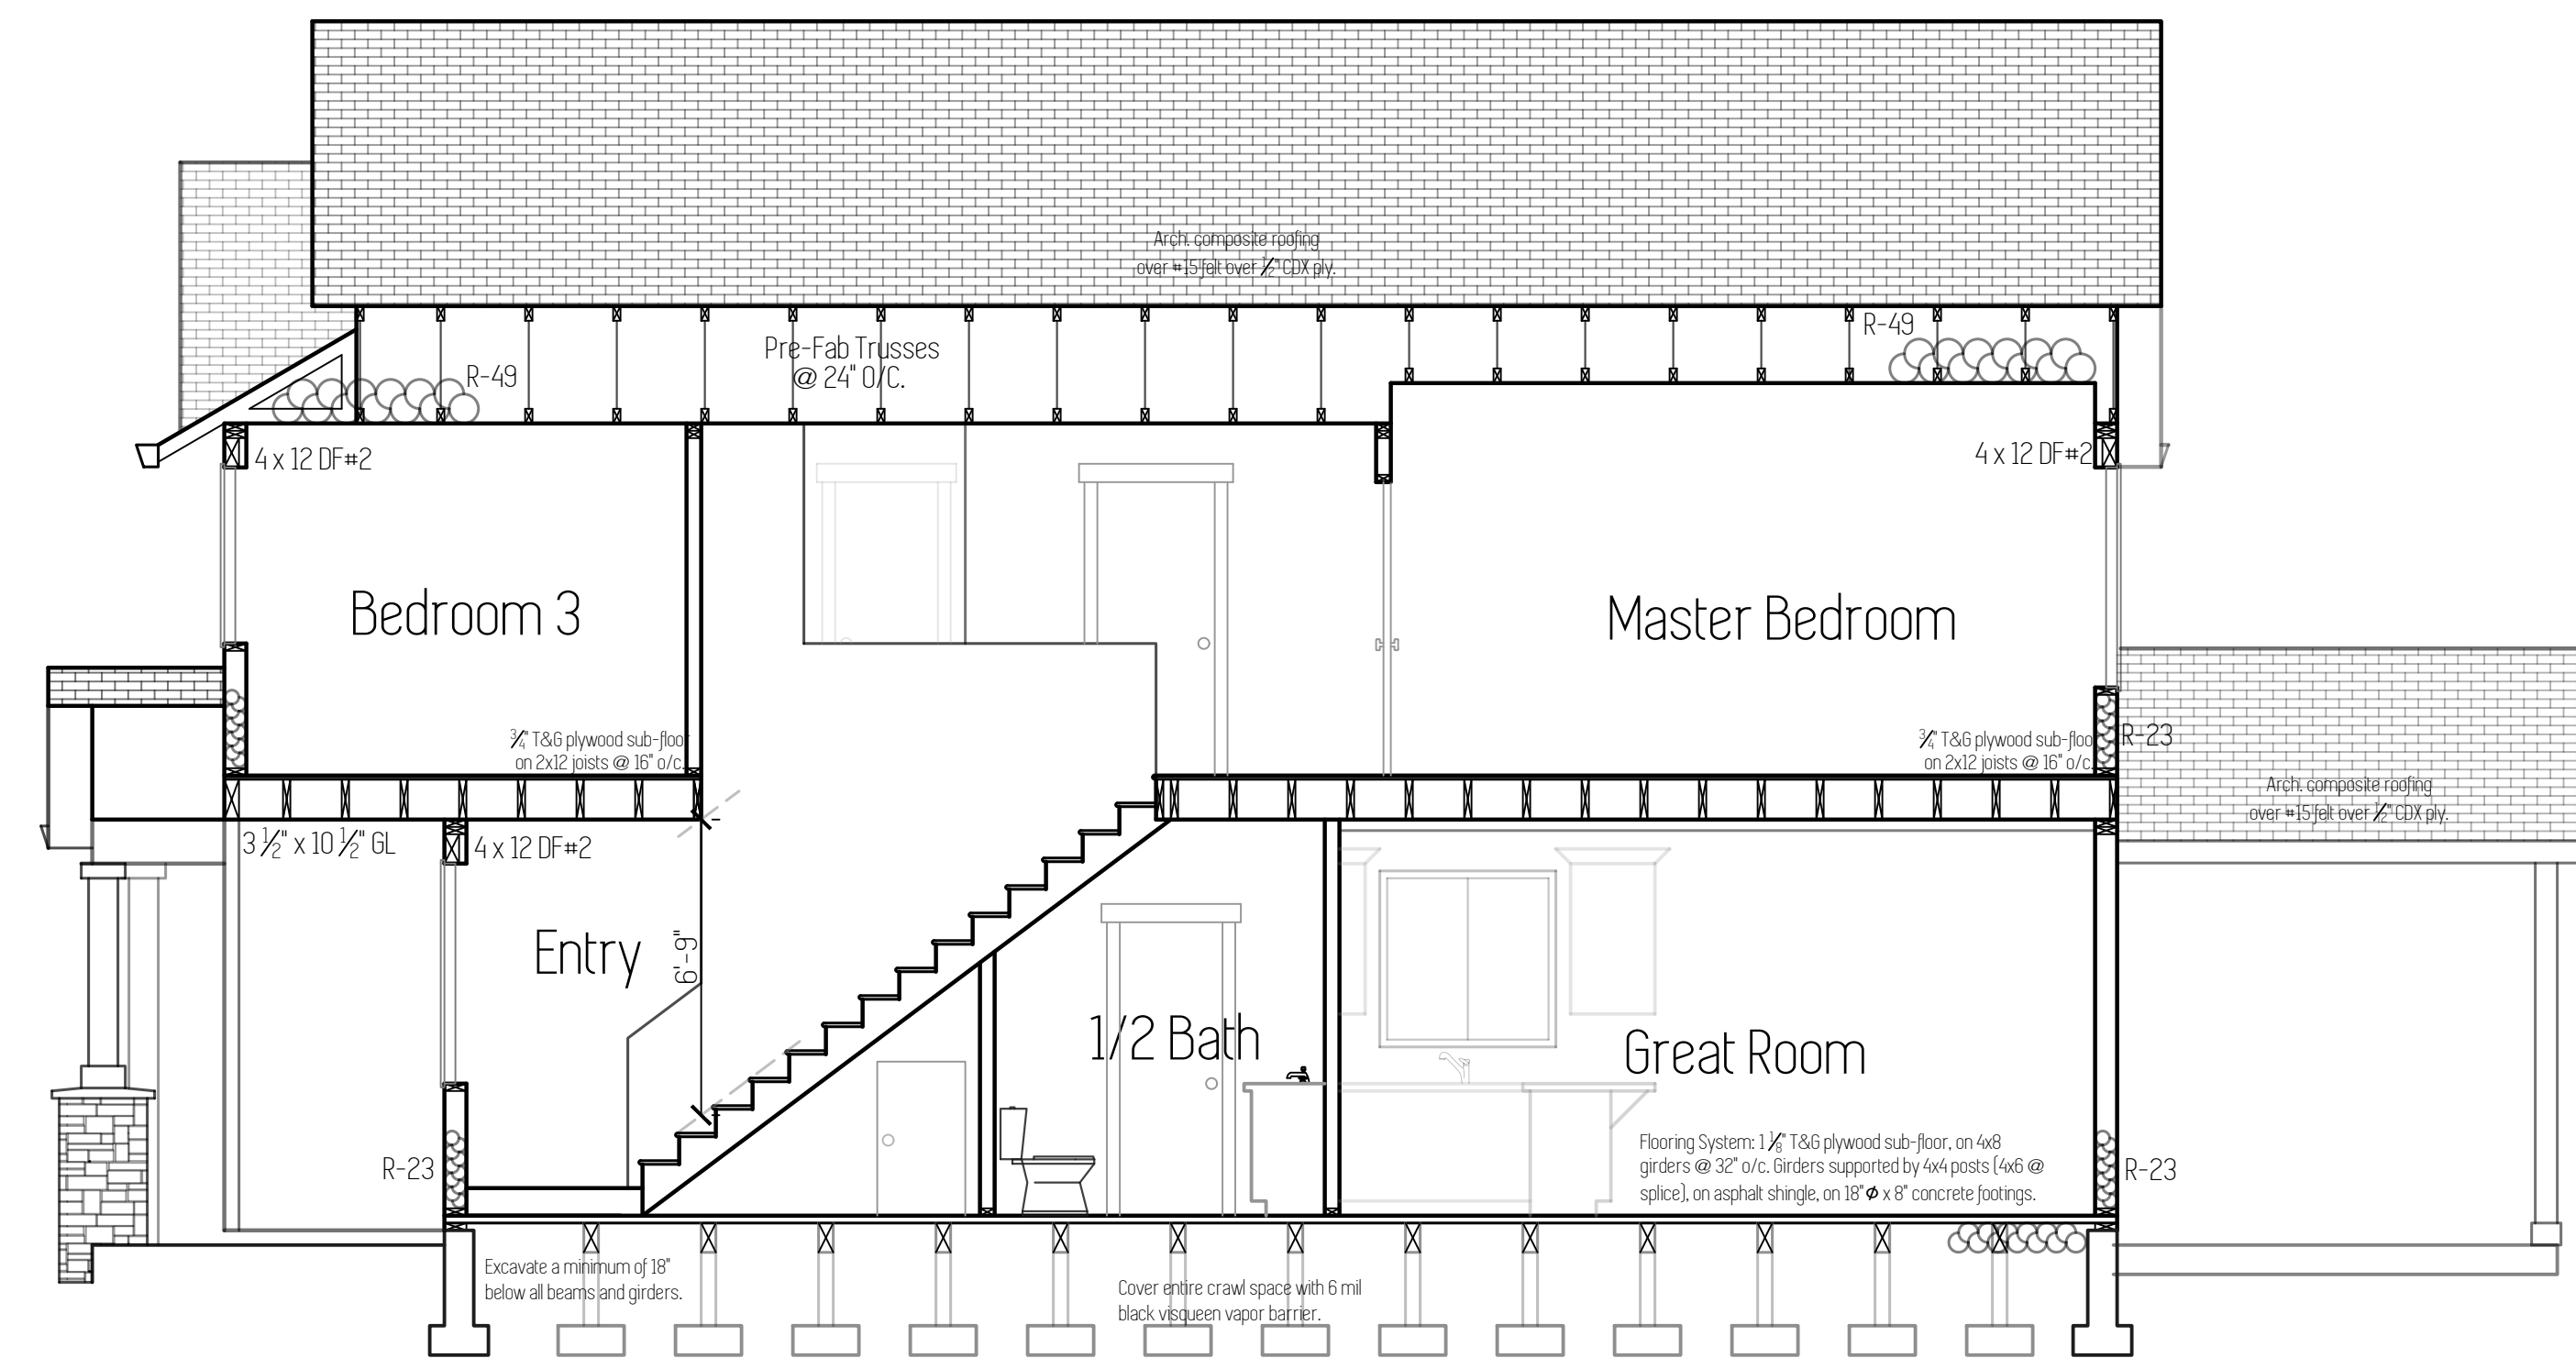 Arch. composite roofing
over #15 felt over 1/2" CDX ply.
R-49
Pre-Fab Trusses
@ 24" O/C.
R-49
4 x 12 DF#2
4 x 12 DF#2
Bedroom 3
Master Bedroom
3/4" T&G plywood sub-floor
on 2x12 joists @ 16" o/c.
3/4" T&G plywood sub-floo
on 2x12 joists @ 16" o/c.
R-23
Arch. composite roofing
over #15 felt over 1/2" CDX ply.
3 1/2" x 10 1/2" GL
4 x 12 DF#2
Entry
6'-9"
1/2 Bath
Great Room
Flooring System: 1 1/8" T&G plywood sub-floor, on 4x8
girders @ 32" o/c. Girders supported by 4x4 posts (4x6 @
splice), on asphalt shingle, on 18"Φ x 8" concrete footings.
R-23
R-23
Excavate a minimum of 18"
below all beams and girders.
Cover entire crawl space with 6 mil
black visqueen vapor barrier.